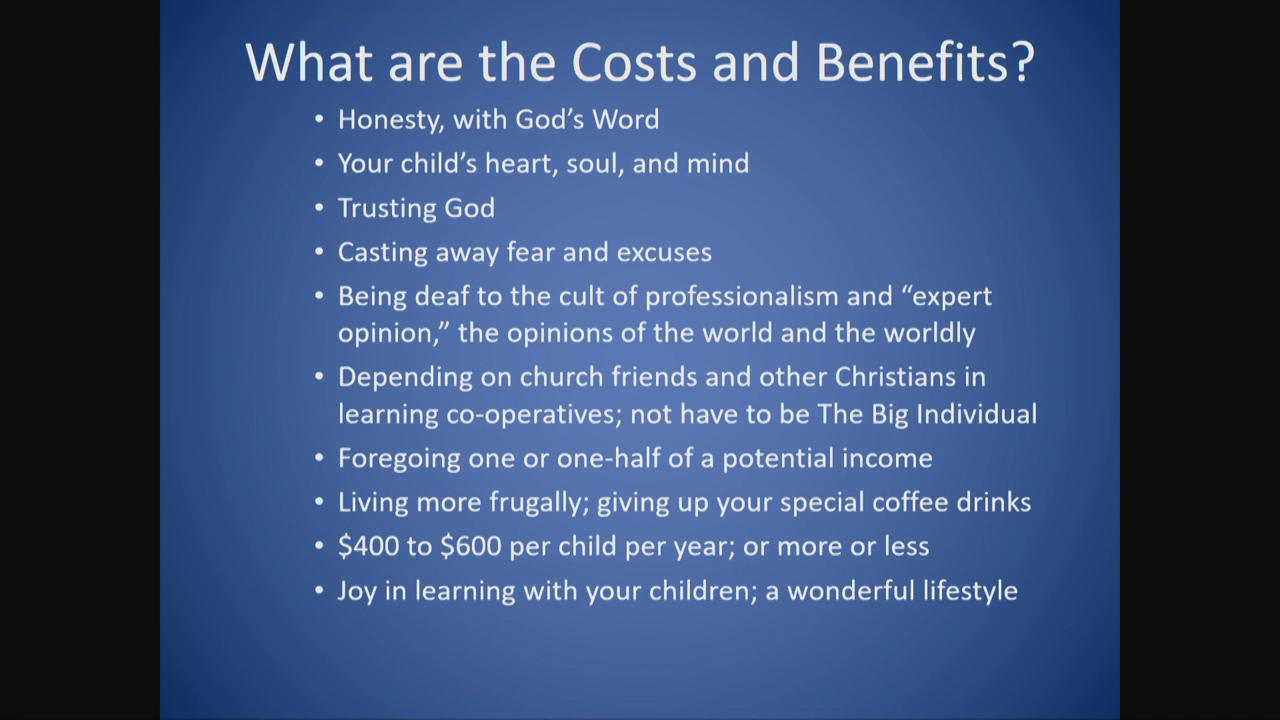 What are the Costs and Benefits?
• Honesty, with God’s Word
• Your child’s heart, soul, and mind
• Trusting God
• Casting away fear and excuses
• Being deaf to the cult of professionalism and “expert
opinion,” the opinions of the world and the worldly
• Depending on church friends and other Christians in
learning co-operatives; not have to be The Big Individual
• Foregoing one or one-half of a potential income
• Living more frugally; giving up your special coffee drinks
• $400 to $600 per child per year; or more or less
• Joy in learning with your children; a wonderful lifestyle